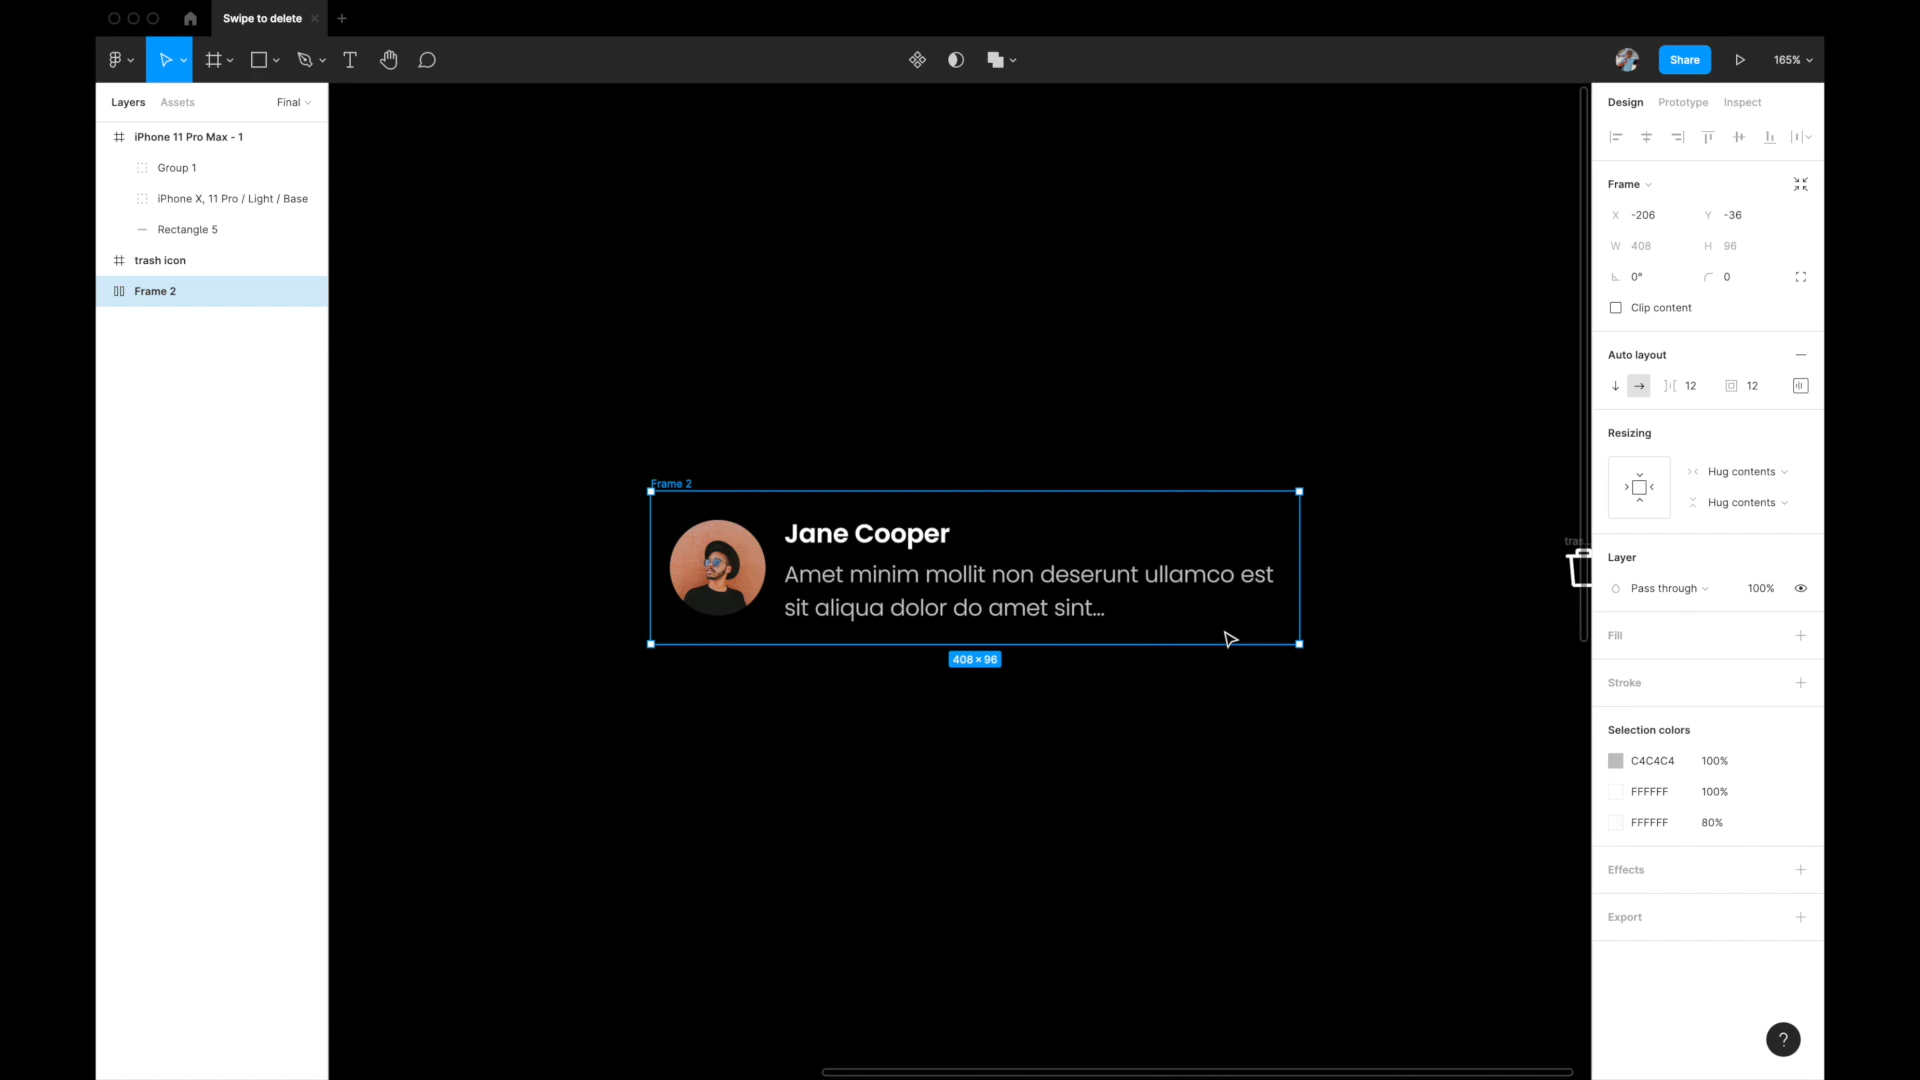 Swipe to delete
Share
165%
Layers
Assets
Final
iPhone 11 Pro Max - 1
Group 1
iPhone X, 11 Pro / Light / Base
Rectangle 5
trash icon
Frame 2
Frame 2
Jane Cooper
Amet minim mollit non deserunt ullamco est
sit aliqua dolor do amet sint...
408 × 96
tras...
Design
Prototype
Inspect
Frame
X -206 Y -36
W 408 H 96
0° 0
Clip content
Auto layout
12 12
Resizing
Hug contents
Hug contents
Layer
Pass through 100%
Fill
Stroke
Selection colors
C4C4C4 100%
FFFFFF 100%
FFFFFF 80%
Effects
Export
?